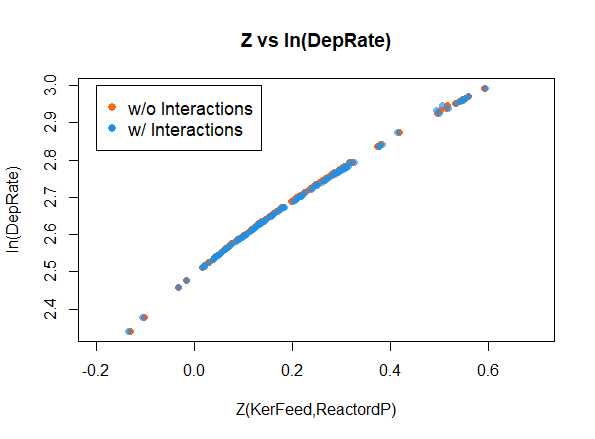 Z vs ln(DepRate)
w/o Interactions
w/ Interactions
ln(DepRate)
3.0
2.9
2.8
2.7
2.6
2.5
2.4
-0.2 0.0 0.2 0.4 0.6
Z(KerFeed,ReactordP)